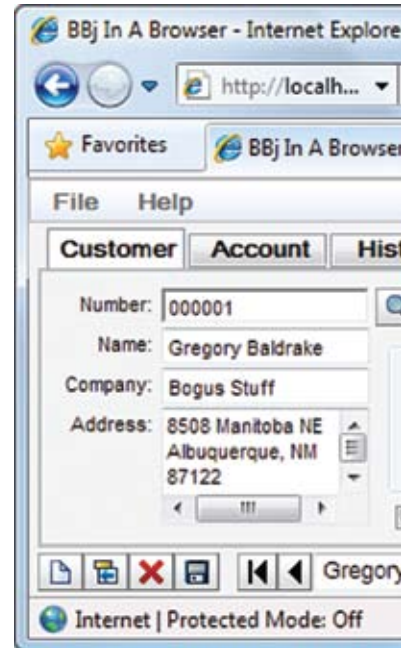 BBj In A Browser - Internet Explore
http://localh...
Favorites
BBj In A Browser
File Help
Customer Account Hist
Number: 000001
Name: Gregory Baldrake
Company: Bogus Stuff
Address: 8508 Manitoba NE
Albuquerque, NM
87122
Gregory
Internet | Protected Mode: Off